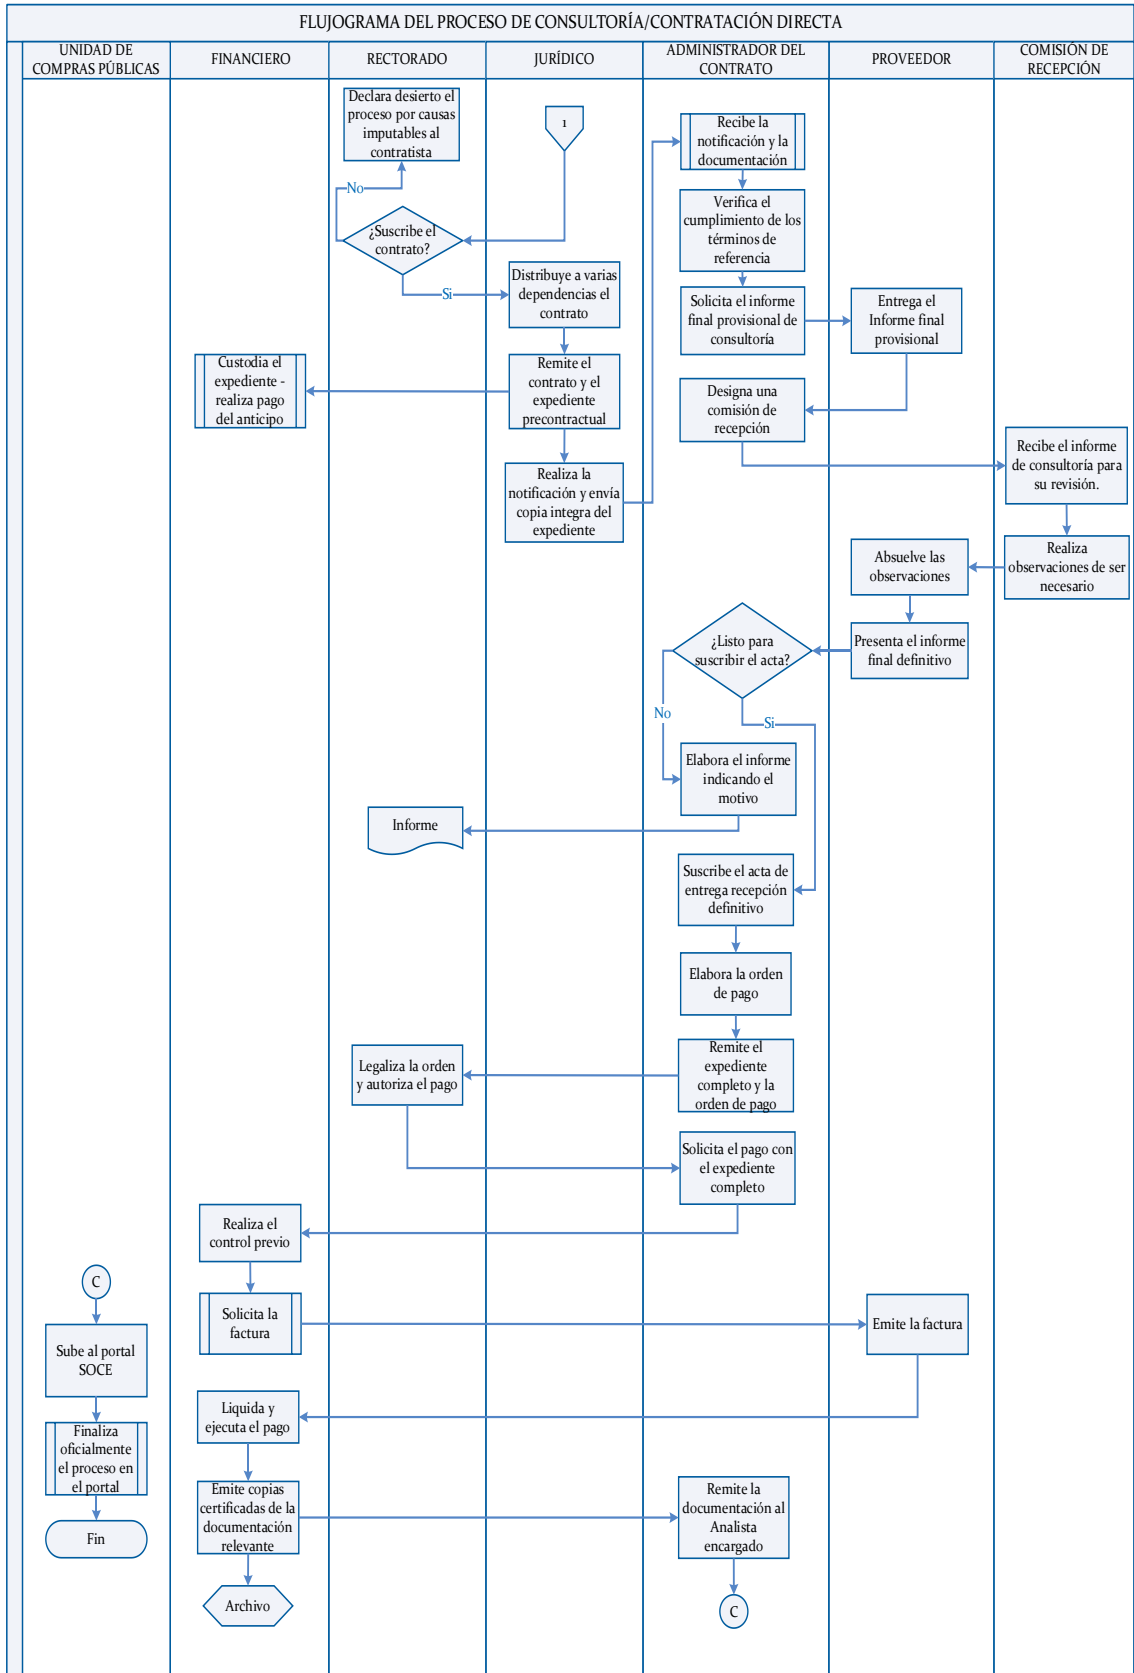 FLUJOGRAMA DEL PROCESO DE CONSULTORÍA/CONTRATACIÓN DIRECTA
UNIDAD DE
COMPRAS PÚBLICAS
FINANCIERO
RECTORADO
JURÍDICO
ADMINISTRADOR DEL
CONTRATO
PROVEEDOR
COMISIÓN DE
RECEPCIÓN
Declara desierto el
proceso por causas
imputables al
contratista
1
Recibe la
notificación y la
documentación
No
Verifica el
cumplimiento de los
términos de
referencia
¿Suscribe el
contrato?
Si
Distribuye a varias
dependencias el
contrato
Solicita el informe
final provisional de
consultoría
Entrega el
Informe final
provisional
Custodia el
expediente -
realiza pago
del anticipo
Remite el
contrato y el
expediente
precontractual
Designa una
comisión de
recepción
Recibe el informe
de consultoría para
su revisión.
Realiza la
notificación y envía
copia integra del
expediente
Absuelve las
observaciones
Realiza
observaciones de ser
necesario
¿Listo para
suscribir el acta?
Presenta el informe
final definitivo
No
Si
Elabora el informe
indicando el
motivo
Informe
Suscribe el acta de
entrega recepción
definitivo
Elabora la orden
de pago
Legaliza la orden
y autoriza el pago
Remite el
expediente
completo y la
orden de pago
Solicita el pago con
el expediente
completo
Realiza el
control previo
C
Solicita la
factura
Emite la factura
Sube al portal
SOCE
Liquida y
ejecuta el pago
Finaliza
oficialmente
el proceso en
el portal
Emite copias
certificadas de la
documentación
relevante
Remite la
documentación al
Analista
encargado
Fin
Archivo
C